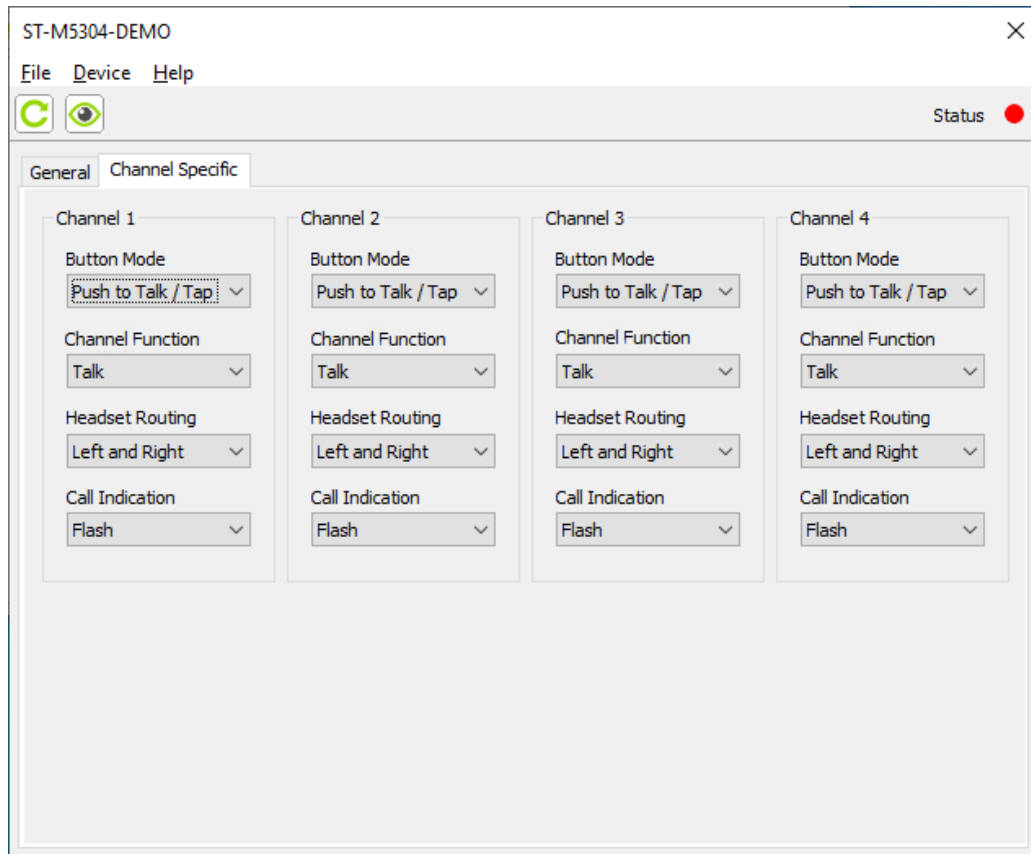 ST-M5304-DEMO
File Device Help
Status
General Channel Specific
Channel 1 Channel 2 Channel 3 Channel 4
Button Mode Button Mode Button Mode Button Mode
Push to Talk / Tap Push to Talk / Tap Push to Talk / Tap Push to Talk / Tap
Channel Function Channel Function Channel Function Channel Function
Talk Talk Talk Talk
Headset Routing Headset Routing Headset Routing Headset Routing
Left and Right Left and Right Left and Right Left and Right
Call Indication Call Indication Call Indication Call Indication
Flash Flash Flash Flash